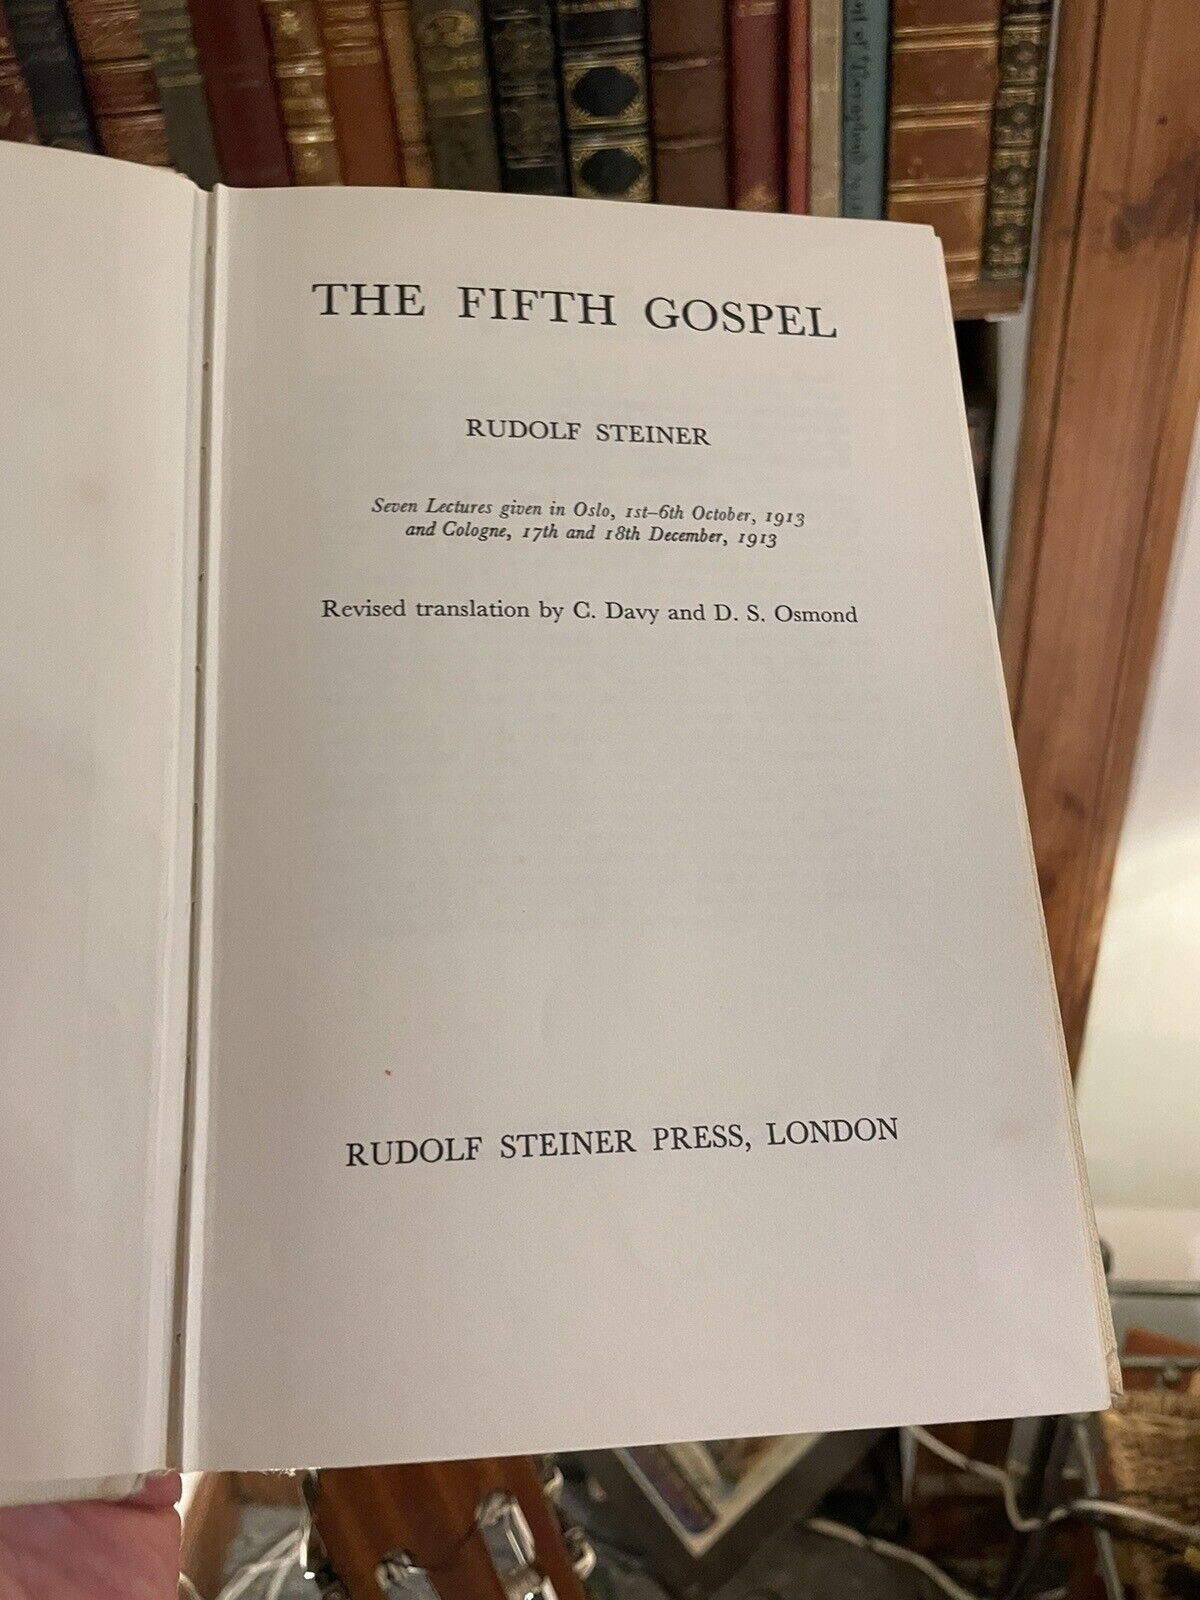 THE FIFTH GOSPEL
RUDOLF STEINER
Seven Lectures given in Oslo, 1st–6th October, 1913
and Cologne, 17th and 18th December, 1913
Revised translation by C. Davy and D. S. Osmond
RUDOLF STEINER PRESS, LONDON